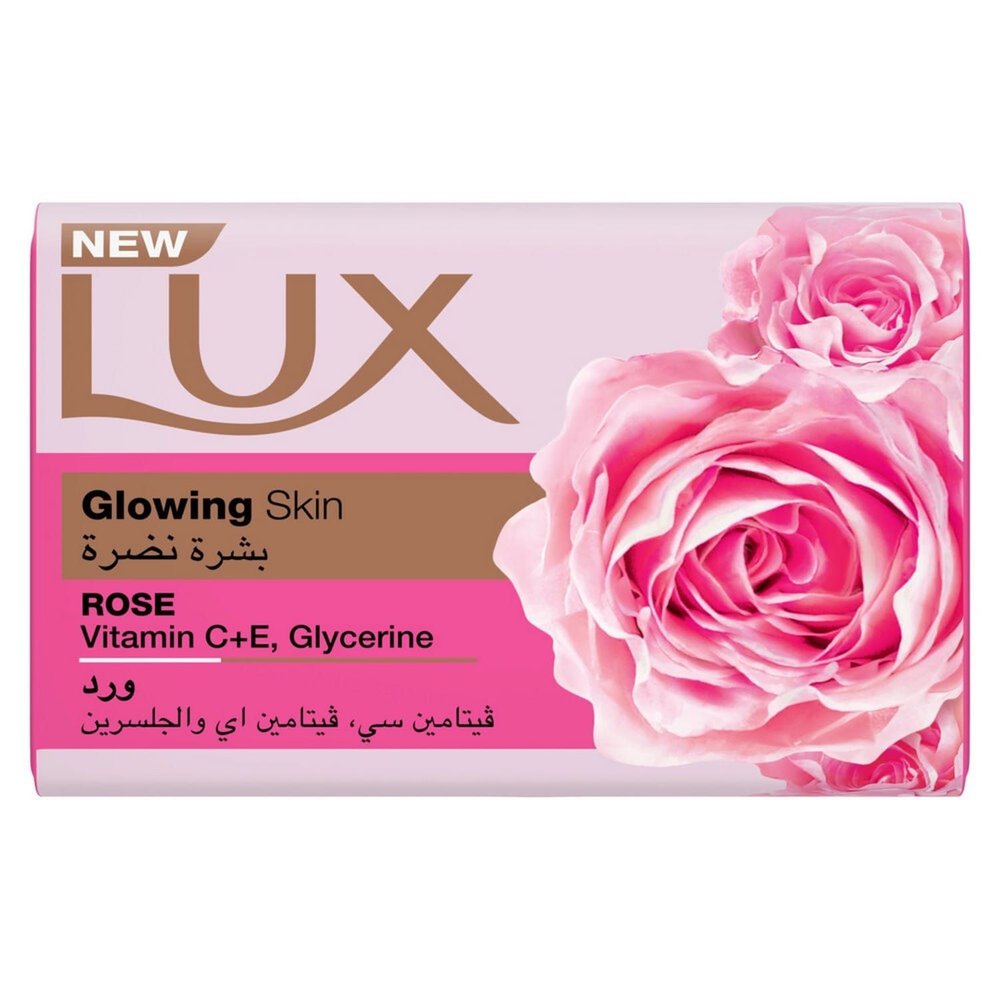 NEW
LUX
Glowing Skin
بشرة نضرة
ROSE
Vitamin C+E, Glycerine
ورد
ڤيتامين سي، ڤيتامين اي والجلسرين